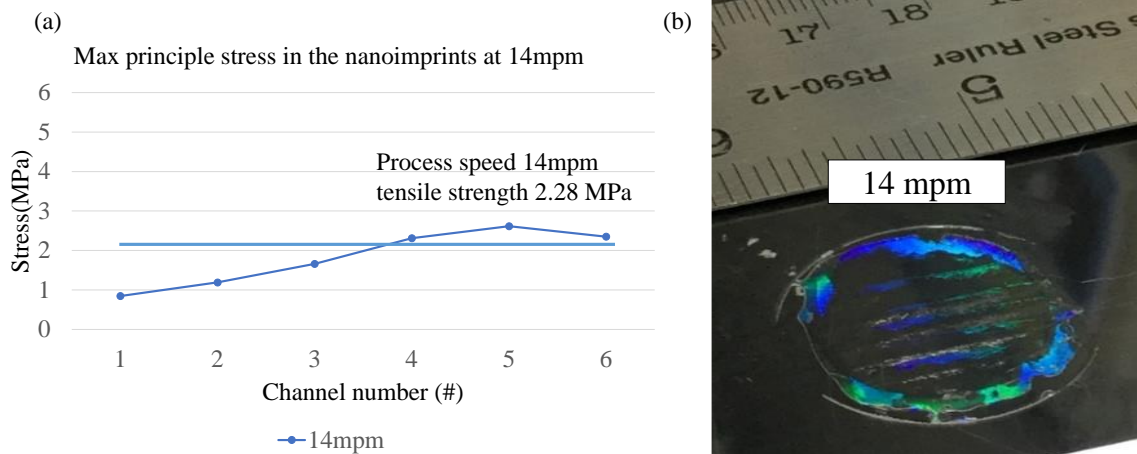 (a)
Max principle stress in the nanoimprints at 14mpm
6
5
4
3
2
1
0
Stress(MPa)
Process speed 14mpm
tensile strength 2.28 MPa
1 2 3 4 5 6
Channel number (#)
14mpm
(b)
17 18
Steel Ruler
R590-12
5
6
14 mpm